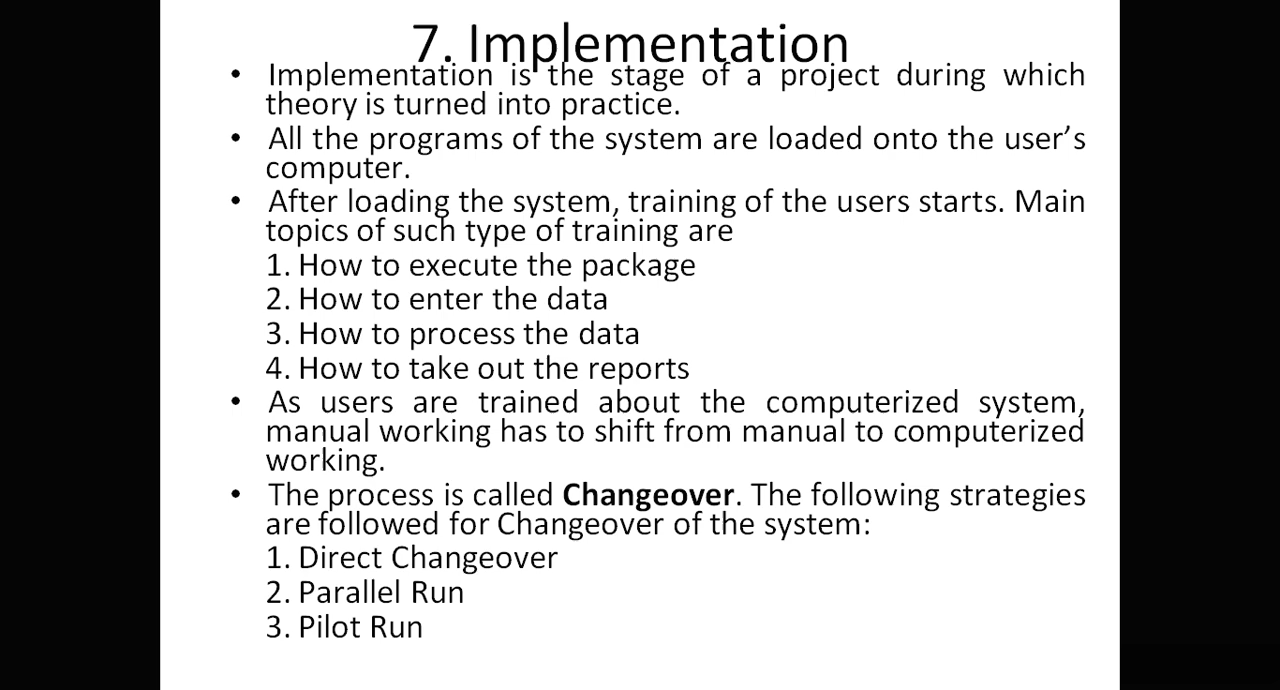 7. Implementation
• Implementation is the stage of a project during which
theory is turned into practice.
• All the programs of the system are loaded onto the user’s
computer.
• After loading the system, training of the users starts. Main
topics of such type of training are
1. How to execute the package
2. How to enter the data
3. How to process the data
4. How to take out the reports
• As users are trained about the computerized system,
manual working has to shift from manual to computerized
working.
• The process is called Changeover. The following strategies
are followed for Changeover of the system:
1. Direct Changeover
2. Parallel Run
3. Pilot Run